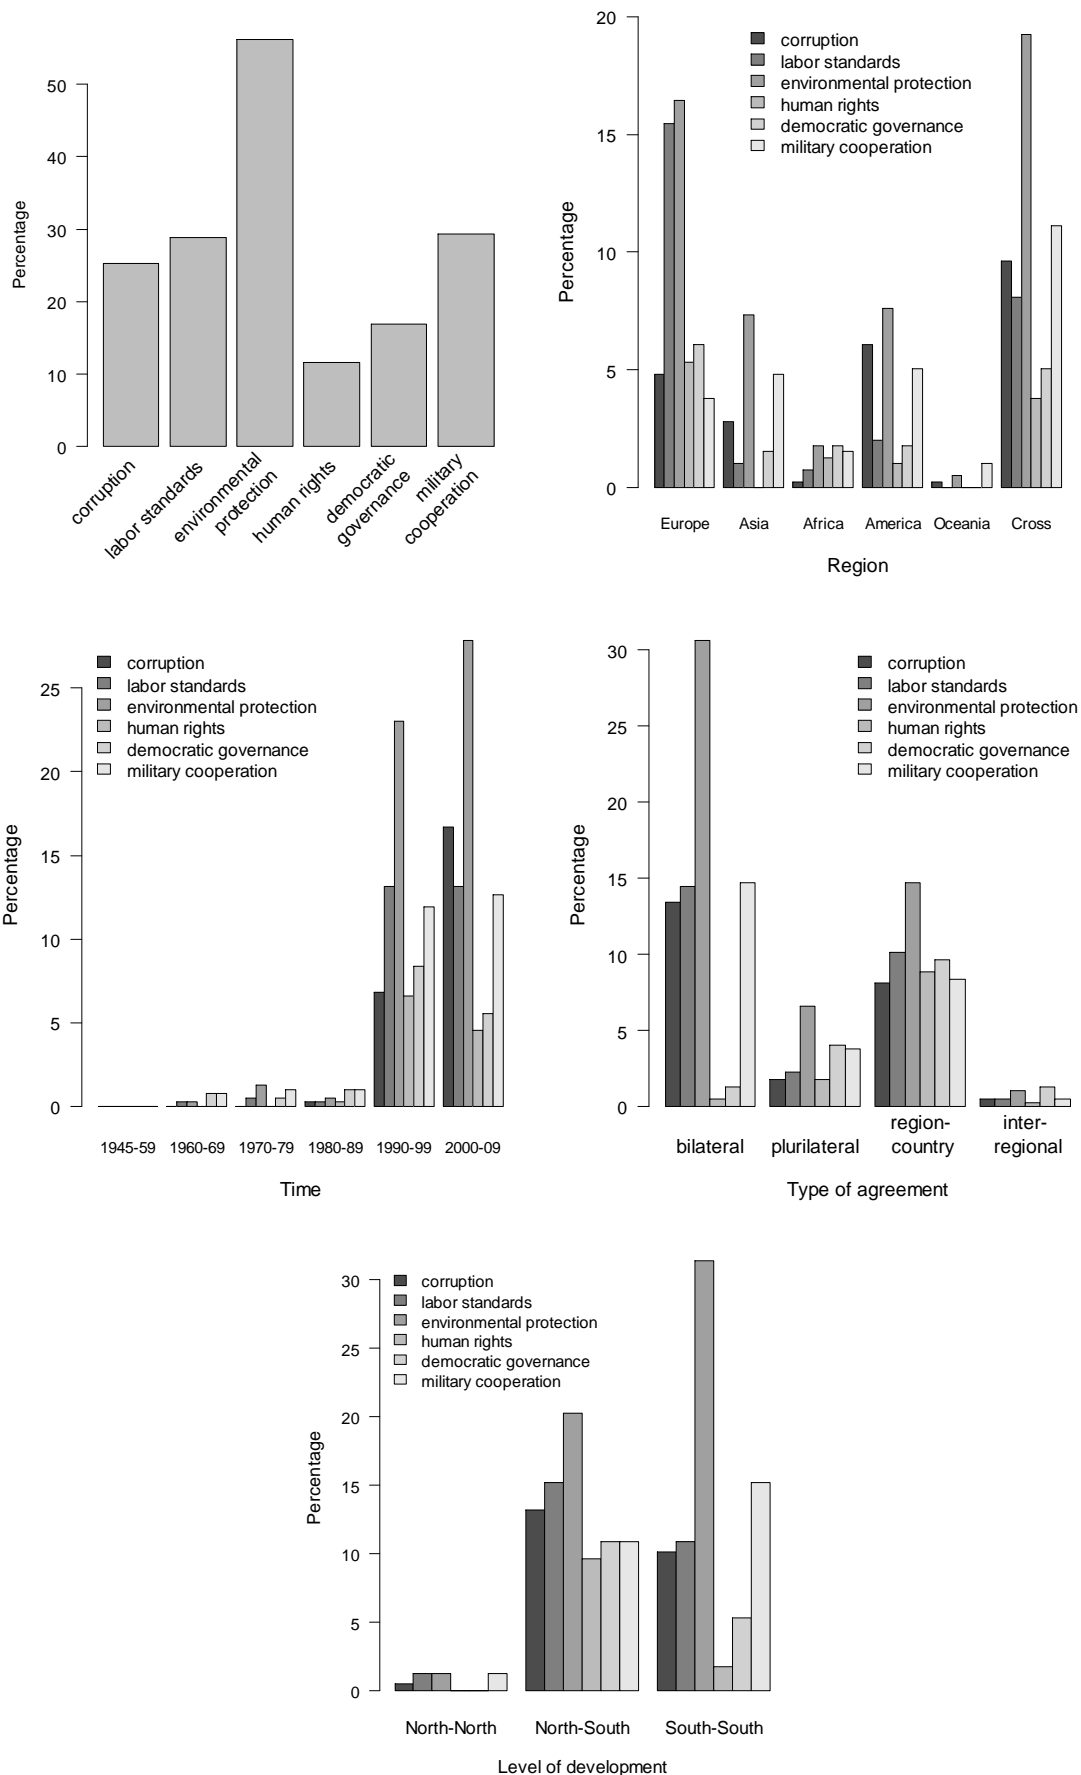 Percentage
50
40
30
20
10
0
corruption
labor standards
environmental
protection
human rights
democratic
governance
military
cooperation
Percentage
20
15
10
5
0
corruption
labor standards
environmental protection
human rights
democratic governance
military cooperation
Europe Asia Africa America Oceania Cross
Region
Percentage
25
20
15
10
5
0
corruption
labor standards
environmental protection
human rights
democratic governance
military cooperation
1945-59 1960-69 1970-79 1980-89 1990-99 2000-09
Time
Percentage
30
25
20
15
10
5
0
corruption
labor standards
environmental protection
human rights
democratic governance
military cooperation
bilateral plurilateral
region-
country
inter-
regional
Type of agreement
Percentage
30
25
20
15
10
5
0
corruption
labor standards
environmental protection
human rights
democratic governance
military cooperation
North-North North-South South-South
Level of development